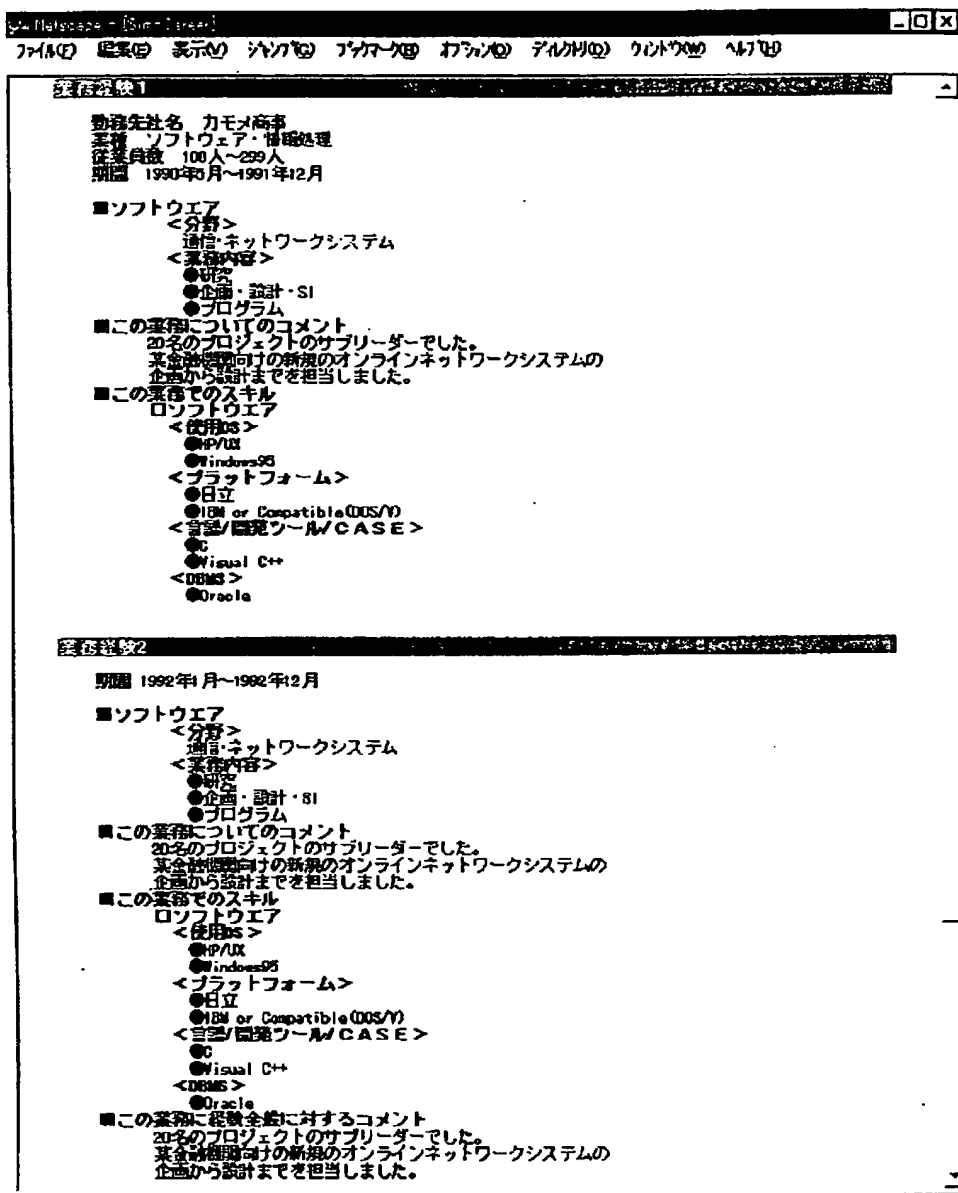 Netscape - [Sim Career]
ファイル(F) 編集(E) 表示(V) ジャンプ(G) ブックマーク(B) オプション(O) ディレクトリ(D) ウィンドウ(W) ヘルプ(H)
業務経験1
勤務先社名 カモメ商事
業種 ソフトウェア・情報処理
従業員数 100人～299人
期間 1990年5月～1991年12月
■ソフトウエア
＜分野＞
通信・ネットワークシステム
＜業務内容＞
●研究
●企画・設計・SI
●プログラム
■この業務についてのコメント
20名のプロジェクトのサブリーダーでした。
某金融機関向けの新規のオンラインネットワークシステムの
企画から設計までを担当しました。
■この業務でのスキル
ロソフトウエア
＜使用OS＞
●HP/UX
●Windows95
＜プラットフォーム＞
●日立
●IBM or Compatible(DOS/V)
＜言語/開発ツール/CASE＞
●C
●Visual C++
＜DBMS＞
●Oracle
業務経験2
期間 1992年1月～1992年12月
■ソフトウエア
＜分野＞
通信・ネットワークシステム
＜業務内容＞
●研究
●企画・設計・SI
●プログラム
■この業務についてのコメント
20名のプロジェクトのサブリーダーでした。
某金融機関向けの新規のオンラインネットワークシステムの
企画から設計までを担当しました。
■この業務でのスキル
ロソフトウエア
＜使用OS＞
●HP/UX
●Windows95
＜プラットフォーム＞
●日立
●IBM or Compatible(DOS/V)
＜言語/開発ツール/CASE＞
●C
●Visual C++
＜DBMS＞
●Oracle
■この業務に経験全般に対するコメント
20名のプロジェクトのサブリーダーでした。
某金融機関向けの新規のオンラインネットワークシステムの
企画から設計までを担当しました。